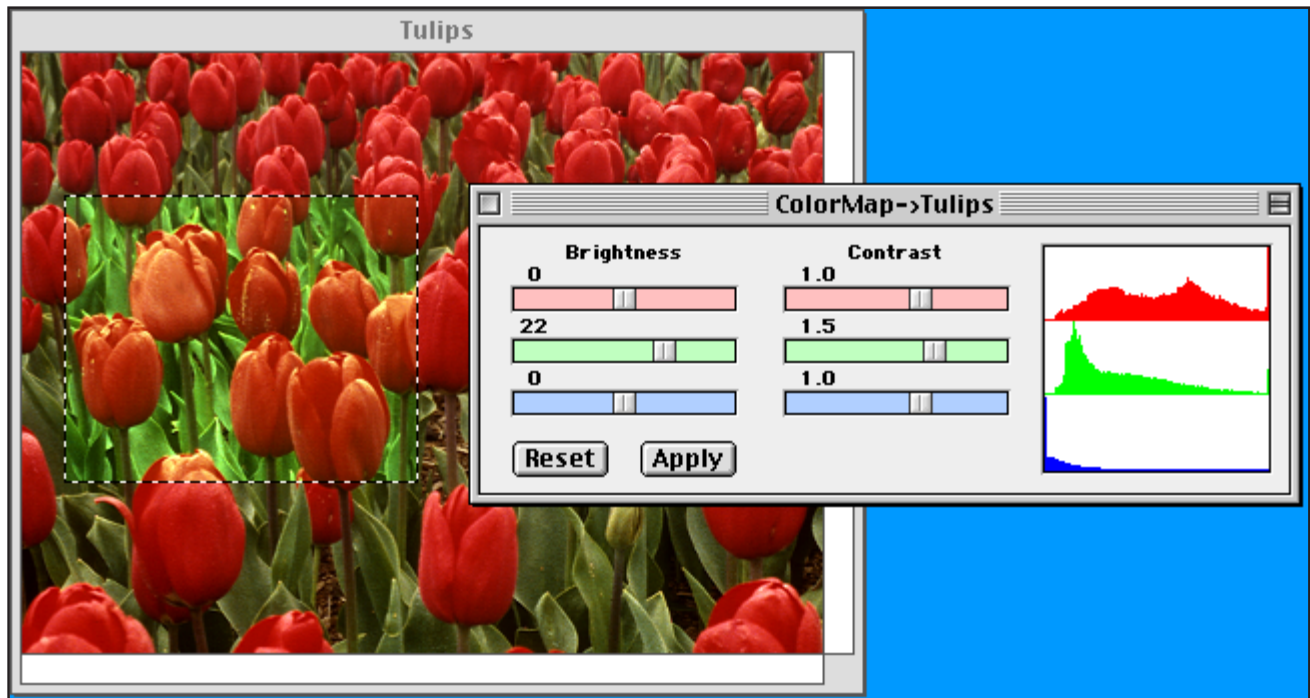 Tulips
ColorMap->Tulips
Brightness Contrast
0 1.0
22 1.5
0 1.0
Reset Apply